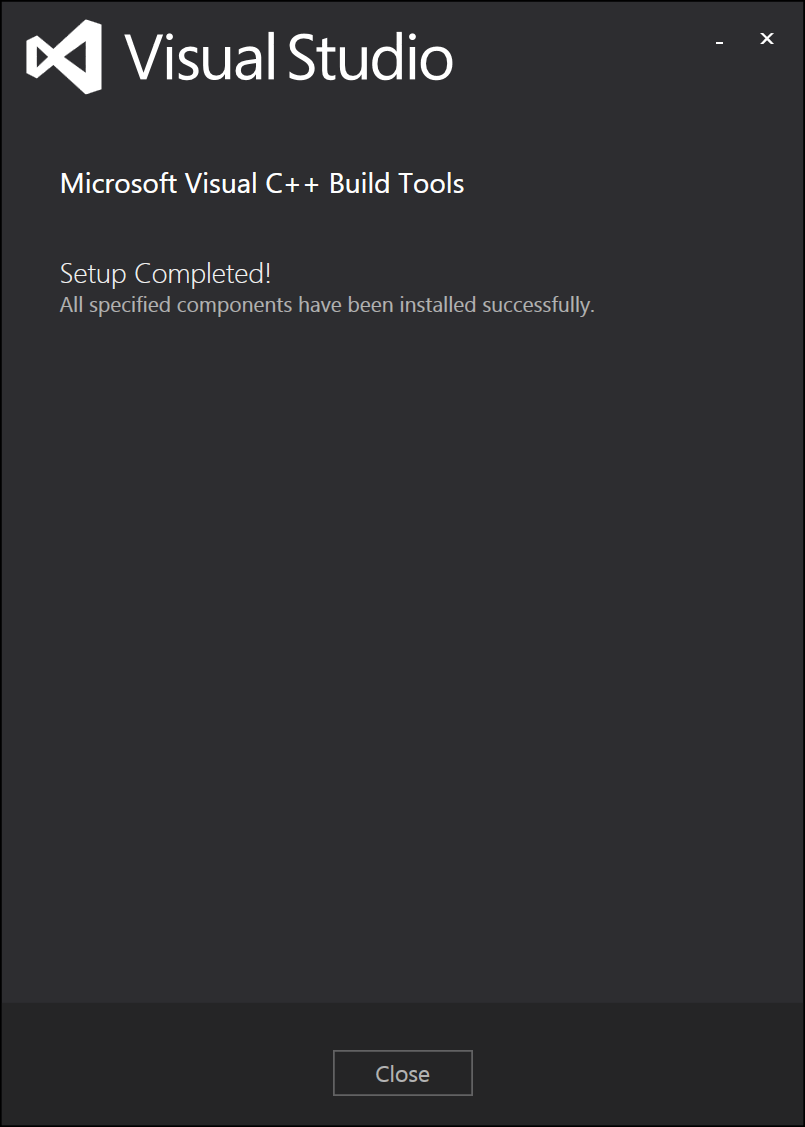 Visual Studio
Microsoft Visual C++ Build Tools
Setup Completed!
All specified components have been installed successfully.
Close